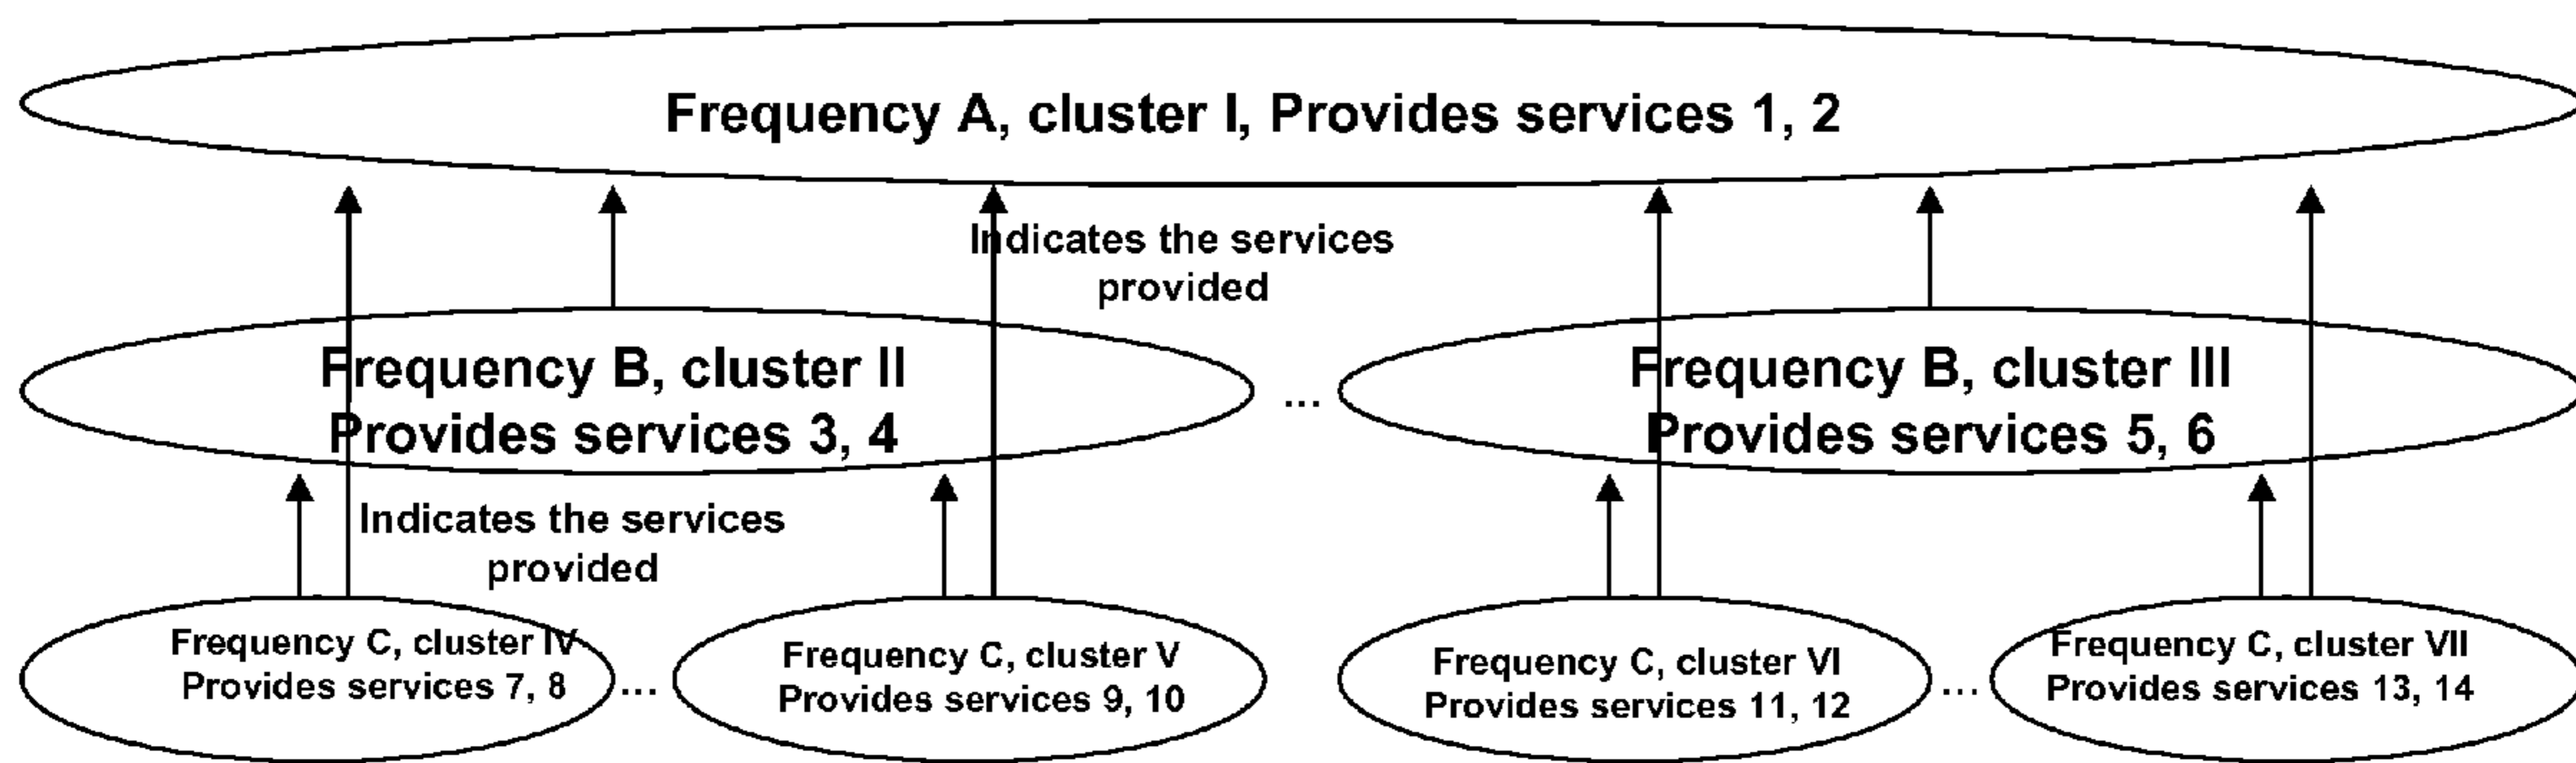 Frequency A, cluster I, Provides services 1, 2
Indicates the services
provided
Frequency B, cluster II
Provides services 3, 4
...
Frequency B, cluster III
Provides services 5, 6
Indicates the services
provided
Frequency C, cluster IV
Provides services 7, 8
...
Frequency C, cluster V
Provides services 9, 10
Frequency C, cluster VI
Provides services 11, 12
...
Frequency C, cluster VII
Provides services 13, 14